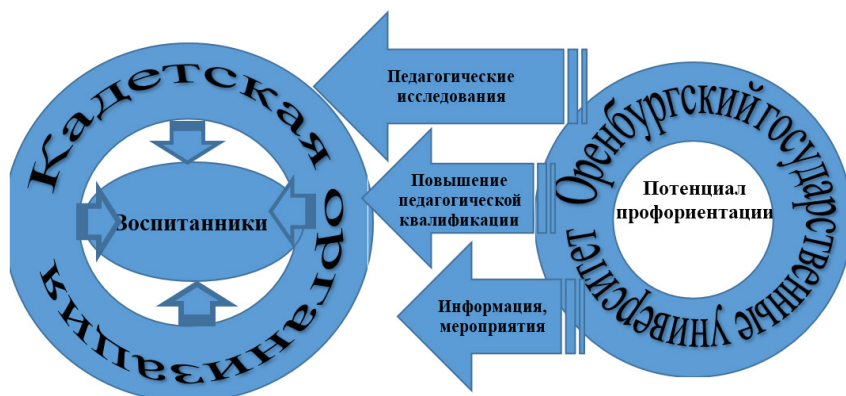 Кадетская организация
Воспитанники
Педагогические
исследования
Повышение
педагогической
квалификации
Информация,
мероприятия
Оренбургский государственные университет
Потенциал
профориентации